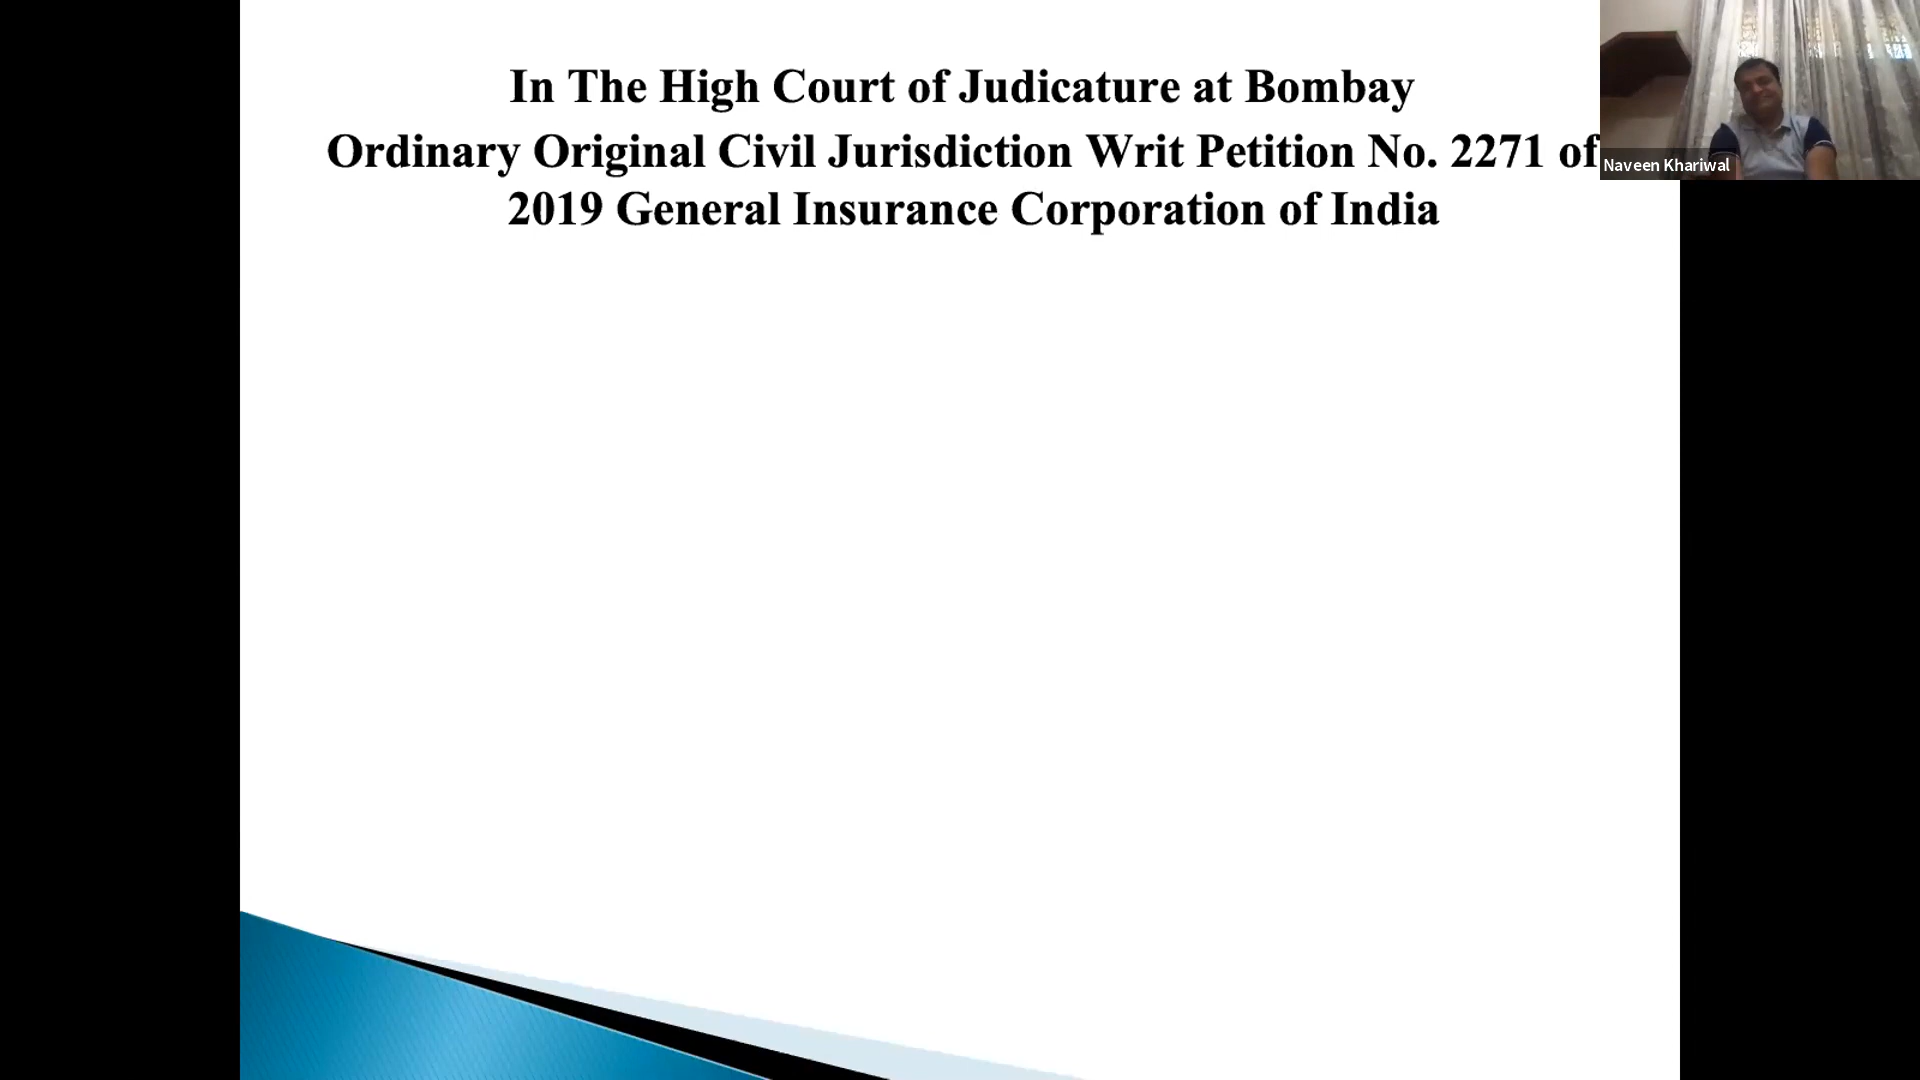 In The High Court of Judicature at Bombay
Ordinary Original Civil Jurisdiction Writ Petition No. 2271 of
2019 General Insurance Corporation of India
Naveen Khariwal